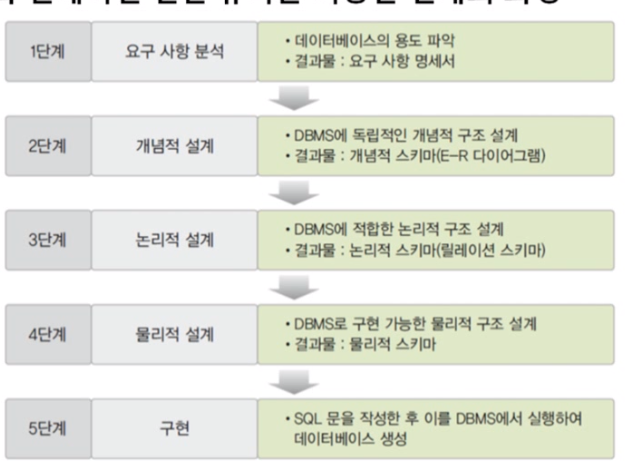 1단계
요구 사항 분석
• 데이터베이스의 용도 파악
• 결과물 : 요구 사항 명세서
2단계
개념적 설계
• DBMS에 독립적인 개념적 구조 설계
• 결과물 : 개념적 스키마(E-R 다이어그램)
3단계
논리적 설계
• DBMS에 적합한 논리적 구조 설계
• 결과물 : 논리적 스키마(릴레이션 스키마)
4단계
물리적 설계
• DBMS로 구현 가능한 물리적 구조 설계
• 결과물 : 물리적 스키마
5단계
구현
• SQL 문을 작성한 후 이를 DBMS에서 실행하여
데이터베이스 생성